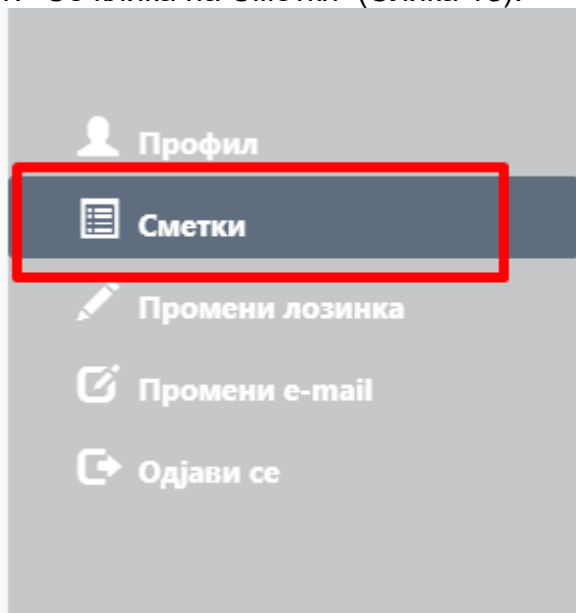 Профил
Сметки
Промени лозинка
Промени e-mail
Одјави се